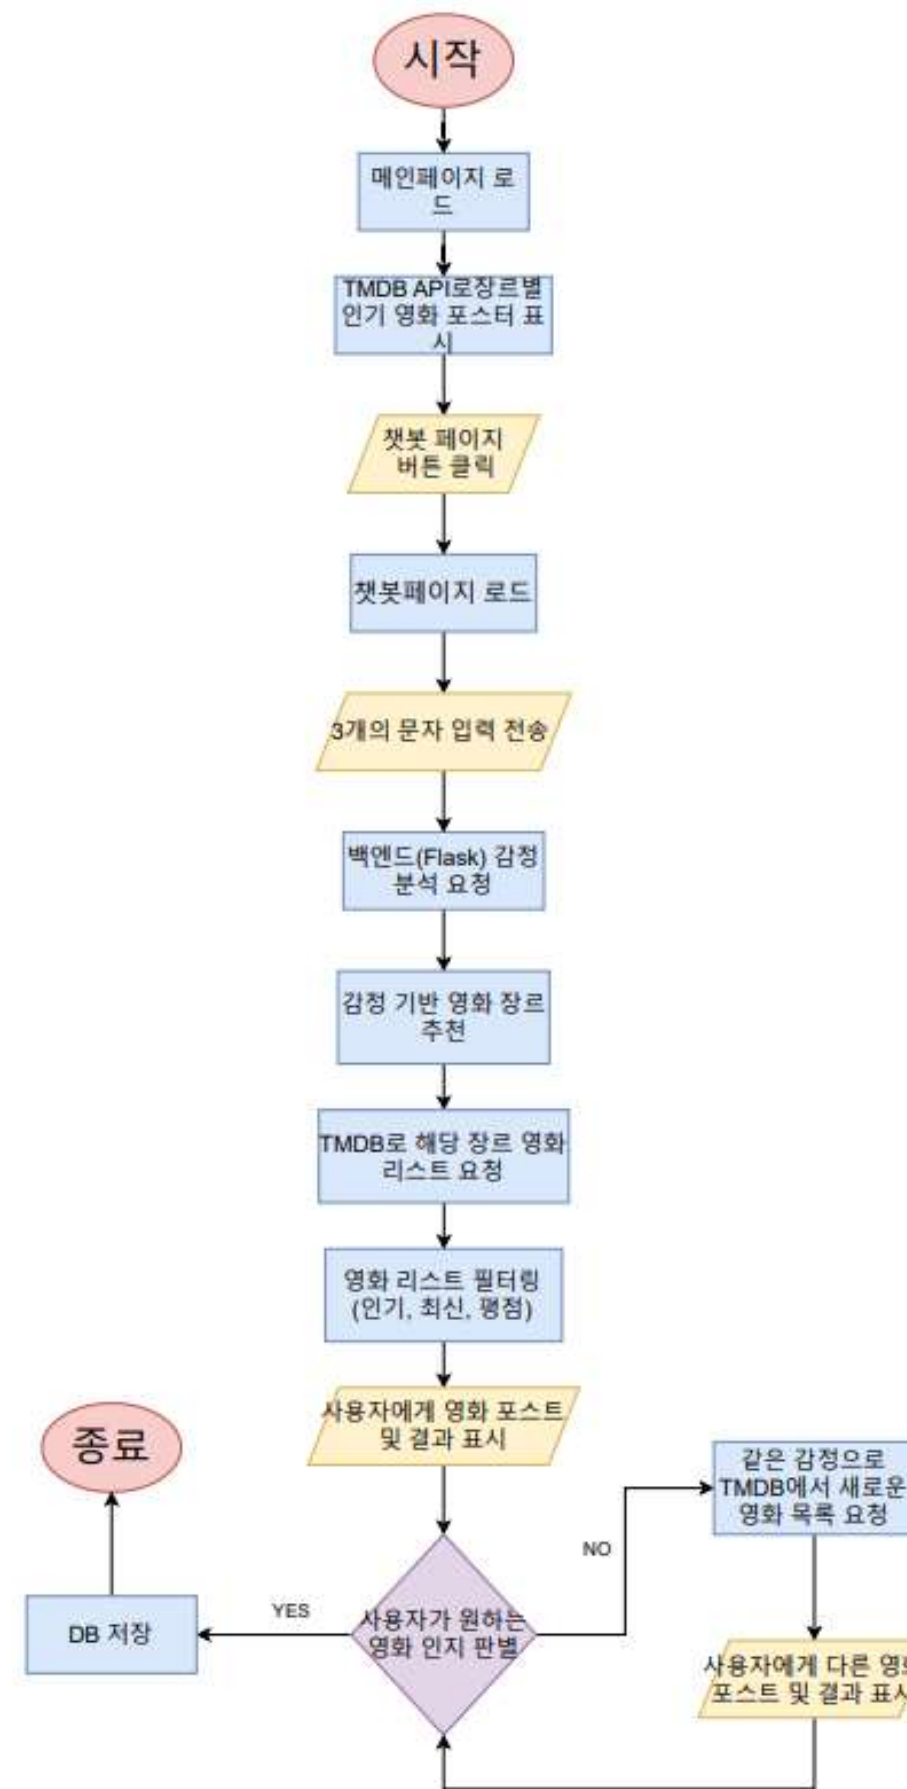 시작
메인페이지 로
드
TMDB API로장르별
인기 영화 포스터 표
시
챗봇 페이지
버튼 클릭
챗봇페이지 로드
3개의 문자 입력 전송
백엔드(Flask) 감정
분석 요청
감정 기반 영화 장르
추천
TMDB로 해당 장르 영화
리스트 요청
영화 리스트 필터링
(인기, 최신, 평점)
사용자에게 영화 포스트
및 결과 표시
종료
같은 감정으로
TMDB에서 새로운
영화 목록 요청
NO
YES
사용자가 원하는
영화 인지 판별
DB 저장
사용자에게 다른 영화
포스트 및 결과 표시